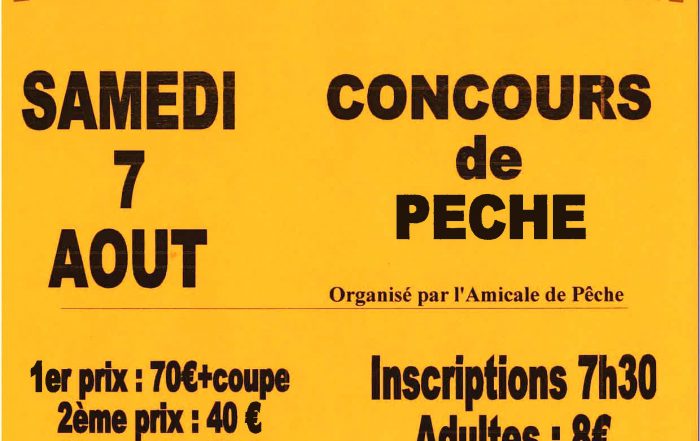 SAMEDI
7
AOUT
CONCOURS
de
PECHE
Organisé par l'Amicale de Pêche
1er prix : 70€+coupe
2ème prix : 40 €
Inscriptions 7h30
Adultes : 8€